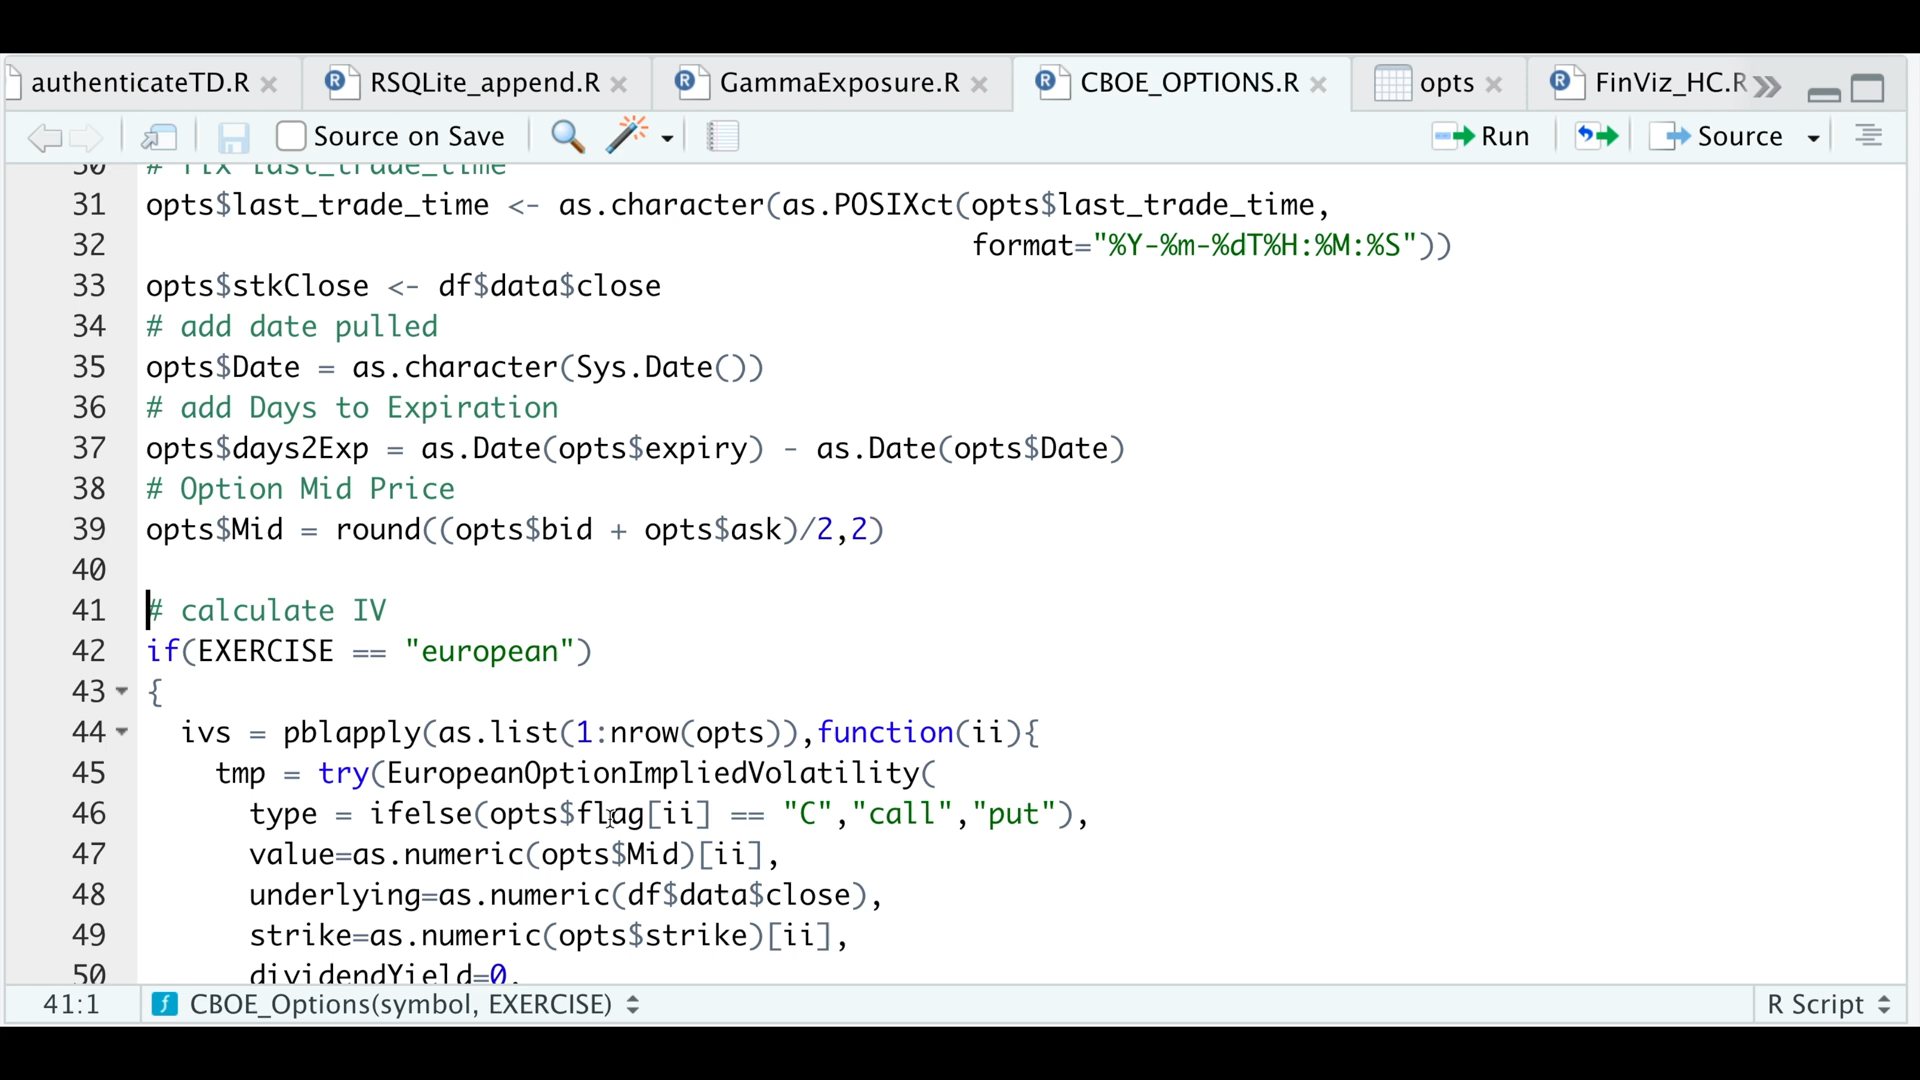 authenticateTD.R RSQLite_append.R GammaExposure.R CBOE_OPTIONS.R opts FinViz_HC.R
Source on Save Run Source
30 # fix last_trade_time
31 opts$last_trade_time <- as.character(as.POSIXct(opts$last_trade_time,
32 format="%Y-%m-%dT%H:%M:%S"))
33 opts$stkClose <- df$data$close
34 # add date pulled
35 opts$Date = as.character(Sys.Date())
36 # add Days to Expiration
37 opts$days2Exp = as.Date(opts$expiry) - as.Date(opts$Date)
38 # Option Mid Price
39 opts$Mid = round((opts$bid + opts$ask)/2,2)
40
41 # calculate IV
42 if(EXERCISE == "european")
43 {
44 ivs = pblapply(as.list(1:nrow(opts)),function(ii){
45 tmp = try(EuropeanOptionImpliedVolatility(
46 type = ifelse(opts$flag[ii] == "C","call","put"),
47 value=as.numeric(opts$Mid)[ii],
48 underlying=as.numeric(df$data$close),
49 strike=as.numeric(opts$strike)[ii],
50 dividendYield=0,
41:1 CBOE_Options(symbol, EXERCISE) R Script